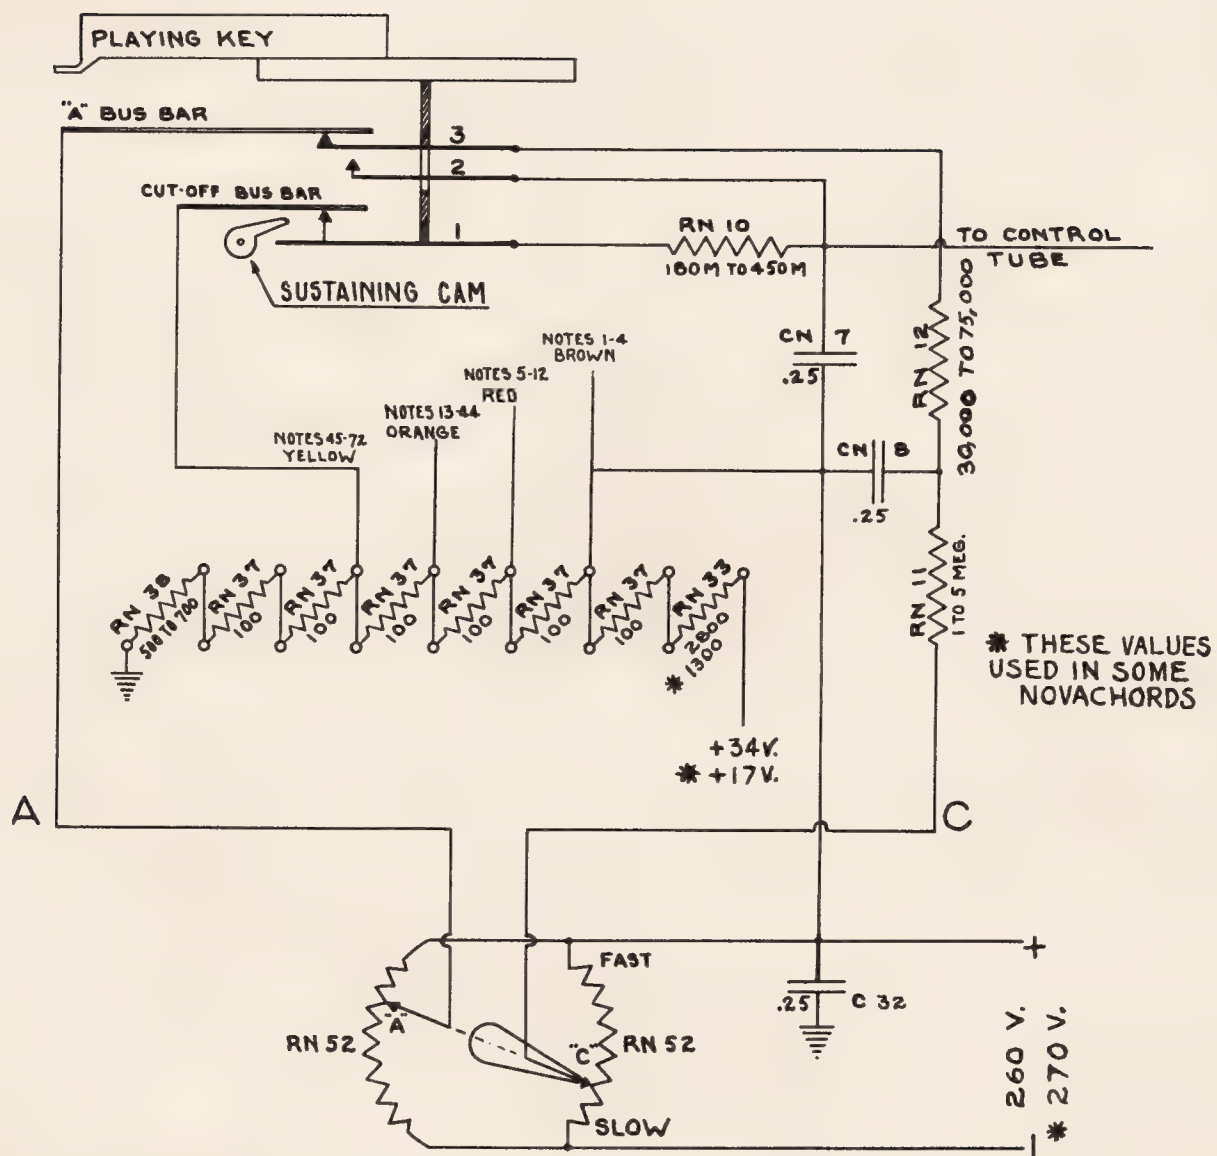 PLAYING KEY
"A" BUS BAR
3
2
CUT-OFF BUS BAR
1
RN 10
180M TO 450M
TO CONTROL
TUBE
SUSTAINING CAM
CN 7
.25
RN 12
30,000 TO 75,000
NOTES 1-4
BROWN
NOTES 5-12
RED
NOTES 13-44
ORANGE
NOTES 45-72
YELLOW
CN 8
.25
RN 38
500 TO 700
RN 37
100
RN 37
100
RN 37
100
RN 37
100
RN 37
100
RN 37
100
RN 33
2800
* 1300
RN 11
1 TO 5 MEG.
* THESE VALUES
USED IN SOME
NOVACHORDS
+34V.
* +17V.
A
C
+
FAST
.25
C 32
"A"
RN 52
"C"
RN 52
SLOW
260 V.
* 270 V.